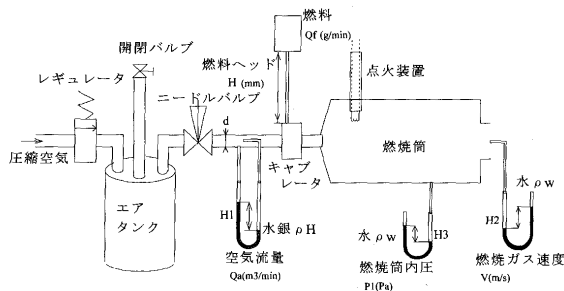 燃料
Qf (g/min)
開閉バルブ
レギュレータ
燃料ヘッド
H (mm)
点火装置
ニードルバルブ
d
圧縮空気
キャブ
レータ
燃焼筒
エア
タンク
H1
水銀 ρH
空気流量
Qa(m3/min)
水 ρw
H3
燃焼筒内圧
P1(Pa)
水 ρw
H2
燃焼ガス速度
V(m/s)